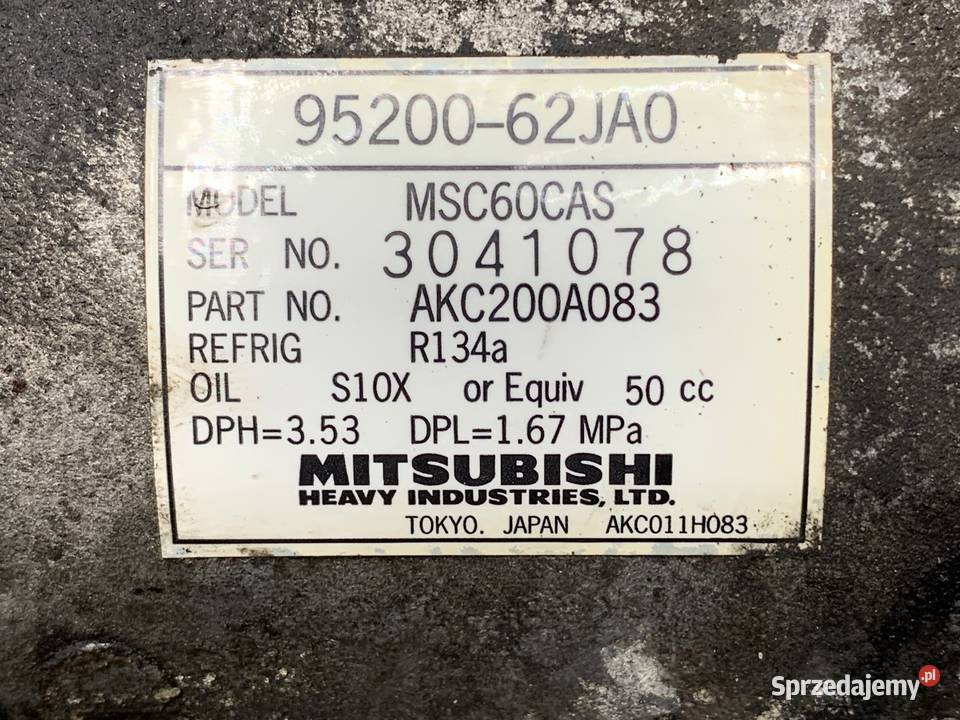 95200-62JA0
MODEL MSC60CAS
SER NO. 3041078
PART NO. AKC200A083
REFRIG R134a
OIL S10X or Equiv 50 cc
DPH=3.53 DPL=1.67 MPa
MITSUBISHI
HEAVY INDUSTRIES, LTD.
TOKYO. JAPAN AKC011H083
Sprzedajemy.pl